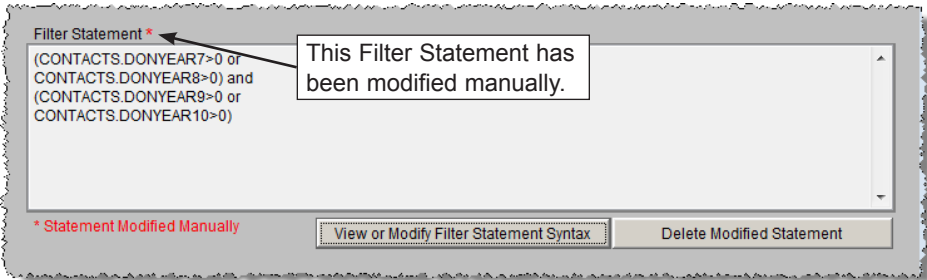 Filter Statement *
This Filter Statement has
been modified manually.
(CONTACTS.DONYEAR7>0 or
CONTACTS.DONYEAR8>0) and
(CONTACTS.DONYEAR9>0 or
CONTACTS.DONYEAR10>0)
* Statement Modified Manually
View or Modify Filter Statement Syntax
Delete Modified Statement